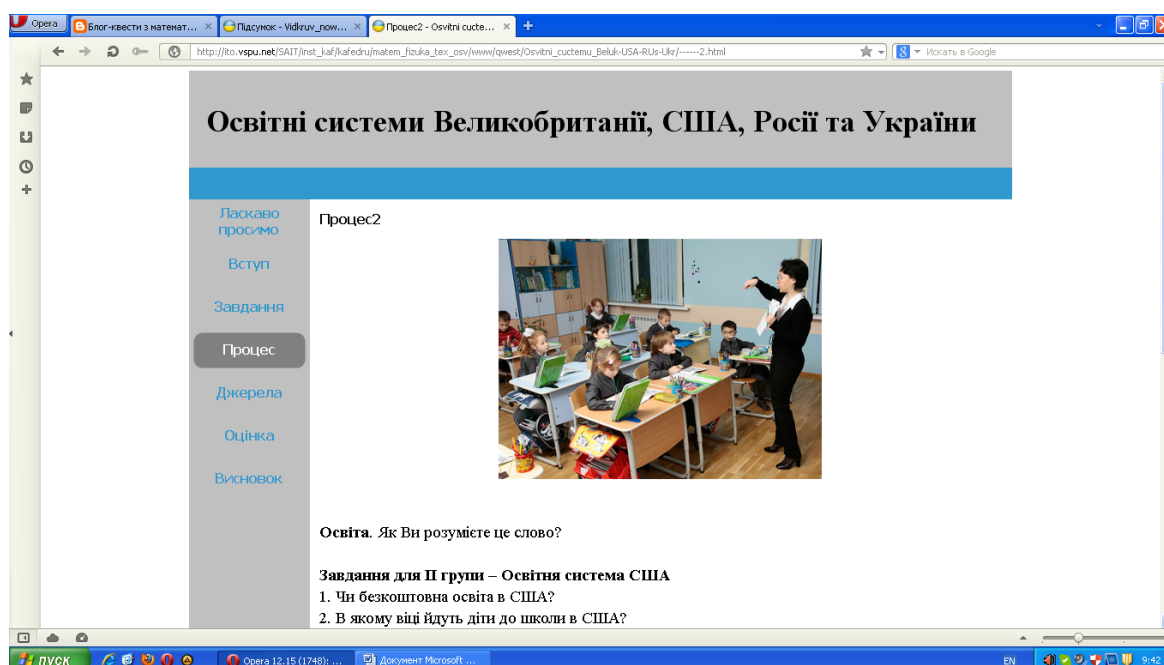 Opera
Блог-квести з математ...
Підсумок - Vidkruv_now...
Процес2 - Osvitni cucte...
http://ito.vspu.net/SAIT/inst_kaf/kafedru/matem_fizuka_tex_osv/www/qwest/Osvitni_cuctemu_Beluk-USA-RUs-Ukr/------2.html
Искать в Google
Освітні системи Великобританії, США, Росії та України
Ласкаво
просимо
Вступ
Завдання
Процес
Джерела
Оцінка
Висновок
Процес2
Освіта. Як Ви розумієте це слово?
Завдання для ІІ групи – Освітня система США
1. Чи безкоштовна освіта в США?
2. В якому віці йдуть діти до школи в США?
пуск
Opera 12.15 (1748): ...
Документ Microsoft ...
EN
9:42